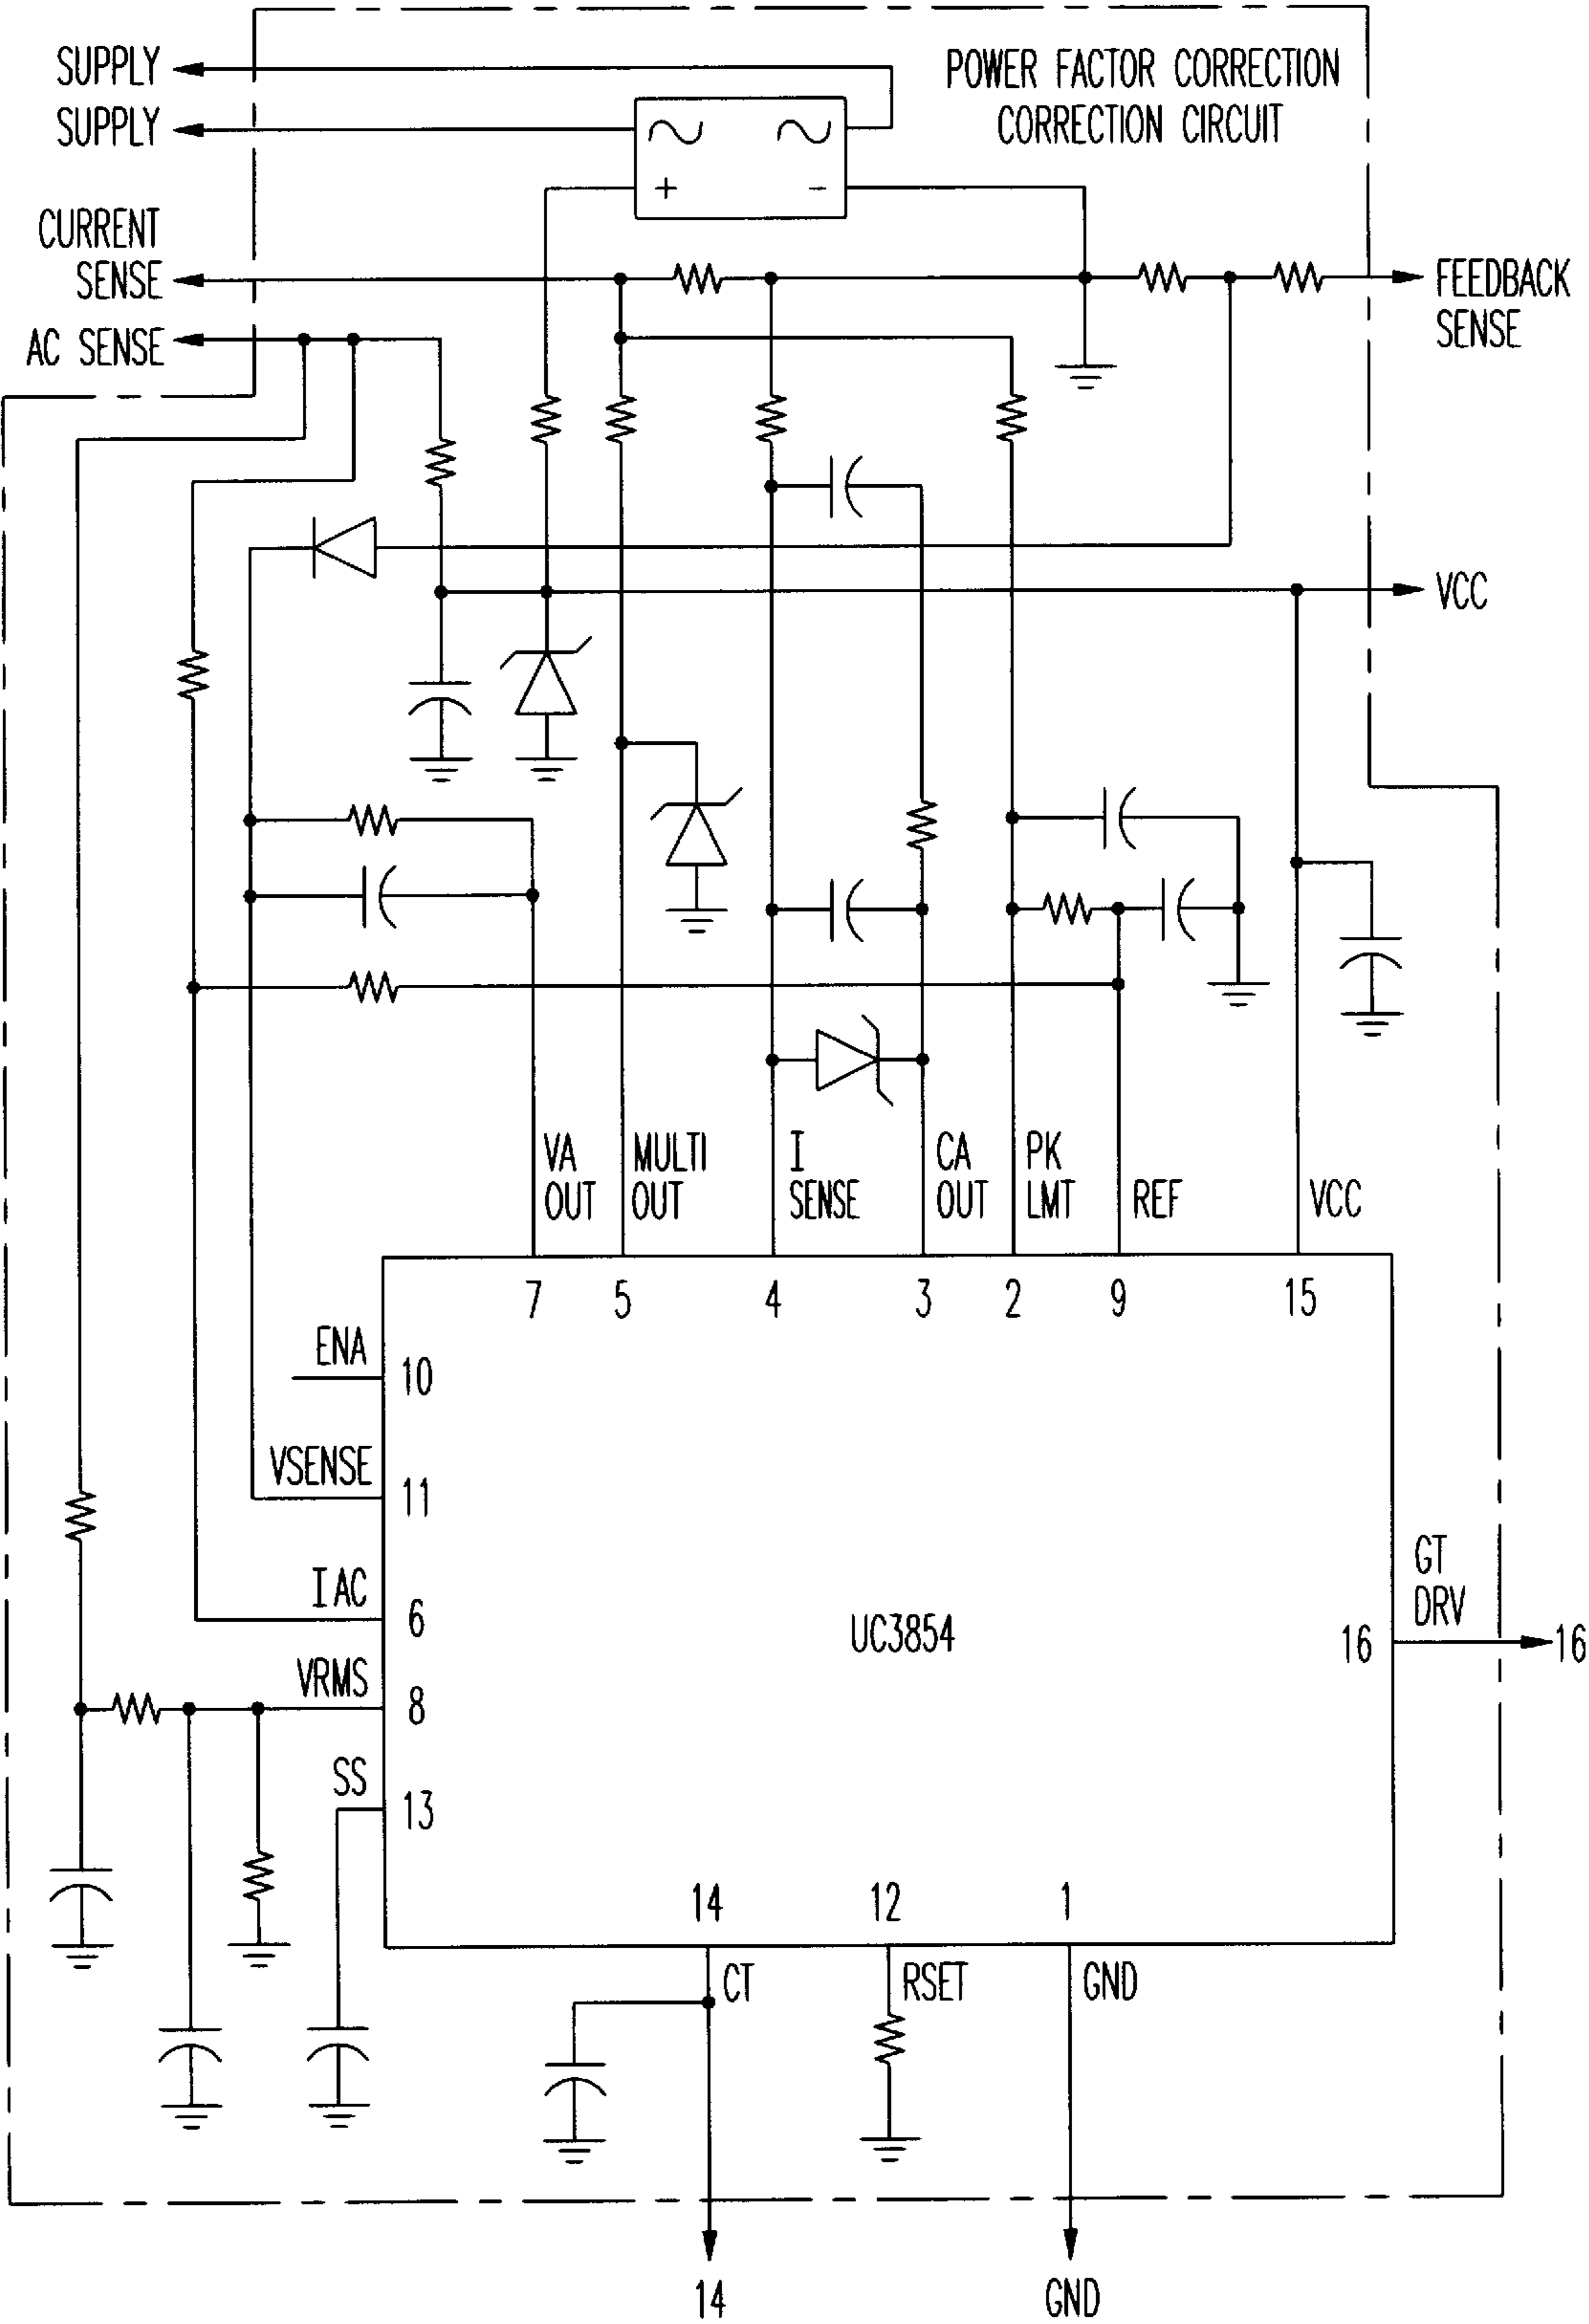 SUPPLY
SUPPLY
POWER FACTOR CORRECTION
CORRECTION CIRCUIT
+
−
CURRENT
SENSE
AC SENSE
FEEDBACK
SENSE
VCC
VA
OUT
MULTI
OUT
I
SENSE
CA
OUT
PK
LMT
REF
VCC
7
5
4
3
2
9
15
ENA
10
VSENSE
11
IAC
6
VRMS
8
SS
13
UC3854
GT
DRV
16
16
14
12
1
CT
RSET
GND
14
GND